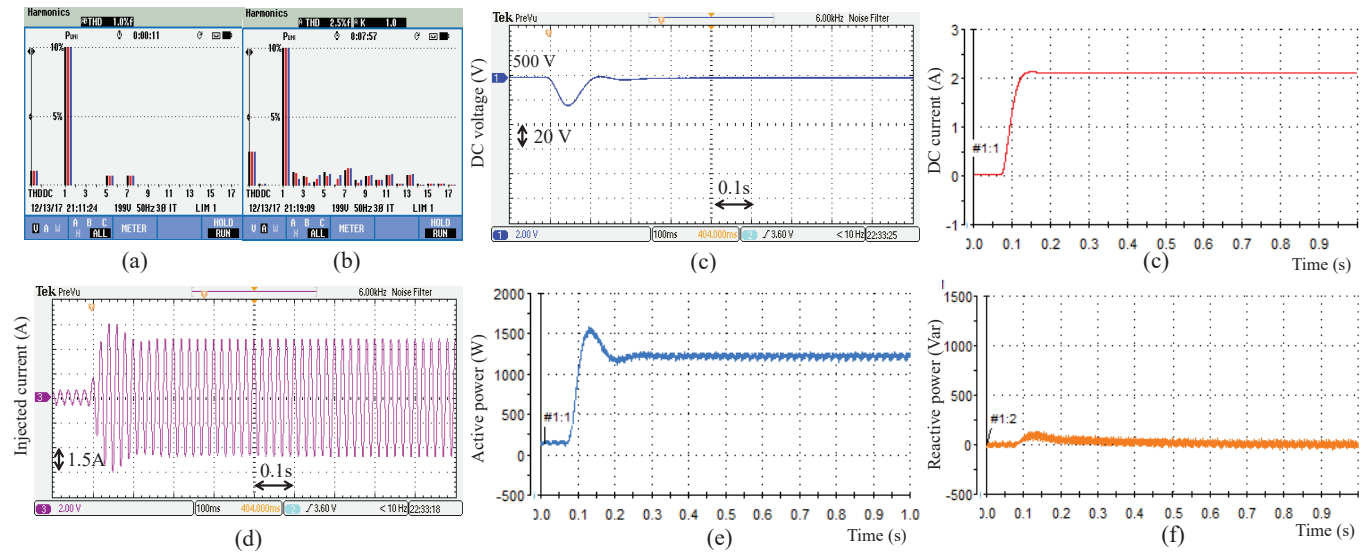 Harmonics
THD 1.0%f
PUNI 0:00:11
10%
5%
THDDC 1 3 5 7 9 11 13 15 17
12/13/17 21:11:24 199V 50Hz 3Ø IT LIM 1
V A W A B C N ALL METER HOLD RUN
(a)
Harmonics
A THD 2.5%f A K 1.0
PUNI 0:07:57
10%
5%
THDDC 1 3 5 7 9 11 13 15 17
12/13/17 21:19:09 199V 50Hz 3Ø IT LIM 1
V A W A B C N ALL METER HOLD RUN
(b)
Tek PreVu 6.00kHz Noise Filter
DC voltage (V)
500 V
1
20 V
0.1s
1 2.00 V 100ms 404.000ms 2 ∫ 3.60 V < 10 Hz 22:33:25
(c)
DC current (A)
3
2
1
0
-1
#1:1
0.0 0.1 0.2 0.3 0.4 0.5 0.6 0.7 0.8 0.9
Time (s)
(c)
Tek PreVu 6.00kHz Noise Filter
Injected current (A)
3
1.5A
0.1s
3 2.00 V 100ms 404.000ms 2 ∫ 3.60 V < 10 Hz 22:33:18
(d)
Active power (W)
2000
1500
1000
500
0
-500
#1:1
0.0 0.1 0.2 0.3 0.4 0.5 0.6 0.7 0.8 0.9 1.0
Time (s)
(e)
Reactive power (Var)
1500
1000
500
0
-500
#1:2
0.0 0.1 0.2 0.3 0.4 0.5 0.6 0.7 0.8 0.9 1.0
Time (s)
(f)